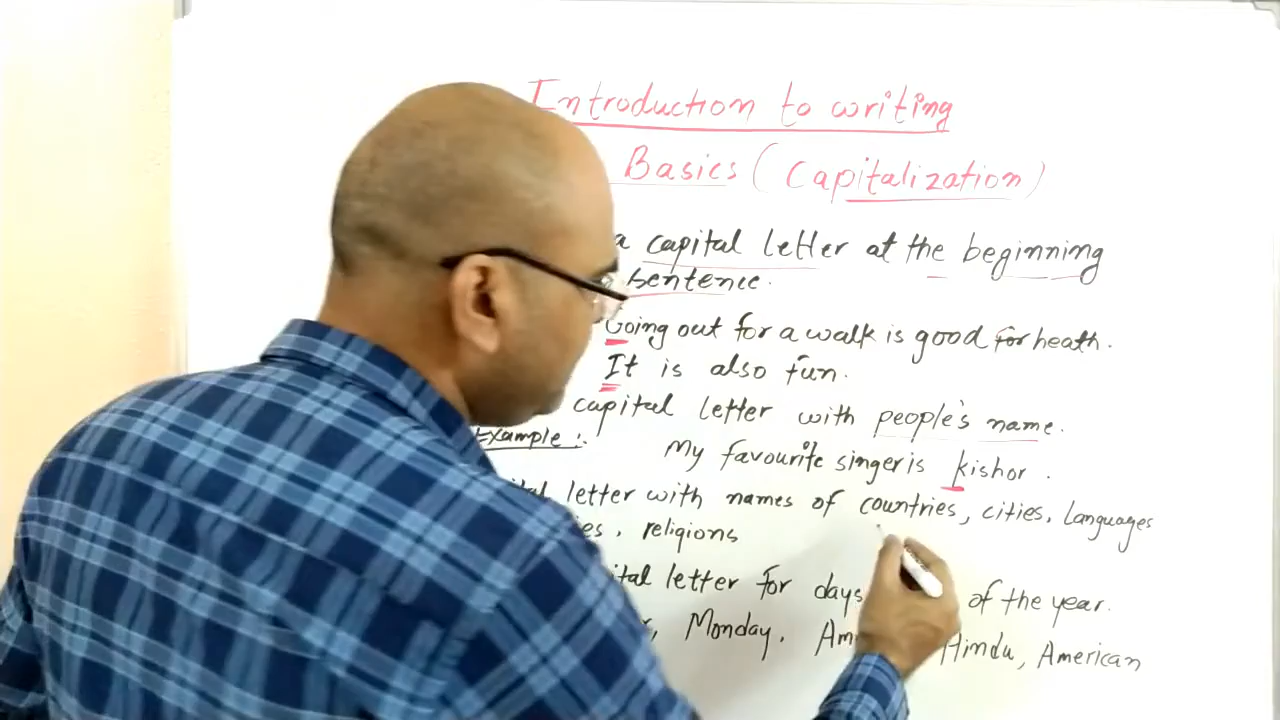 Introduction to writing
Basics (Capitalization)
a capital letter at the beginning
sentence.
Going out for a walk is good for heath.
It is also fun.
capital letter with people's name.
Example :-
My favourite singer is kishor.
letter with names of countries, cities, languages
religions
letter for days of the year.
Monday. Hindu, American